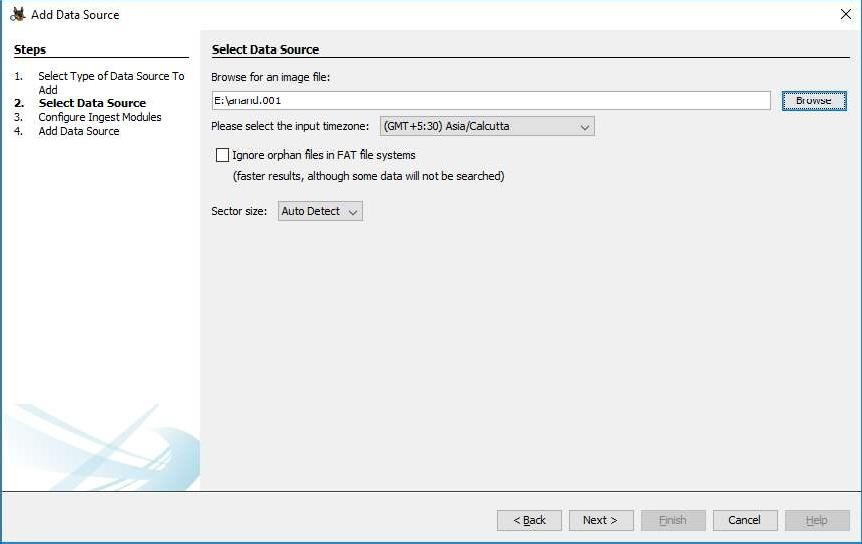 Add Data Source
Steps
1. Select Type of Data Source To
Add
2. Select Data Source
3. Configure Ingest Modules
4. Add Data Source
Select Data Source
Browse for an image file:
E:\anand.001
Browse
Please select the input timezone: (GMT+5:30) Asia/Calcutta
Ignore orphan files in FAT file systems
(faster results, although some data will not be searched)
Sector size: Auto Detect
< Back Next > Finish Cancel Help